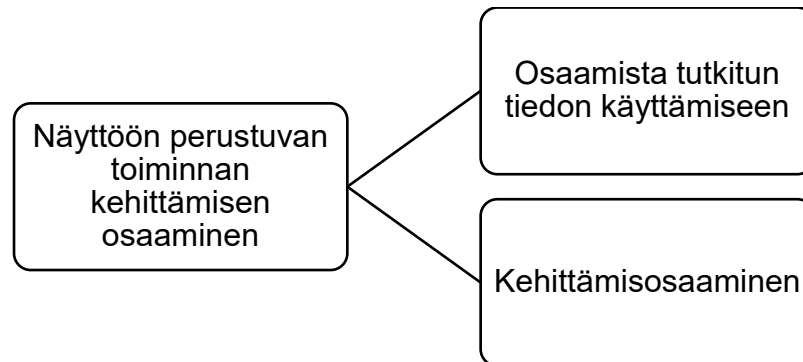 Näyttöön perustuvan
toiminnan
kehittämisen
osaaminen
Osaamista tutkitun
tiedon käyttämiseen
Kehittämisosaaminen